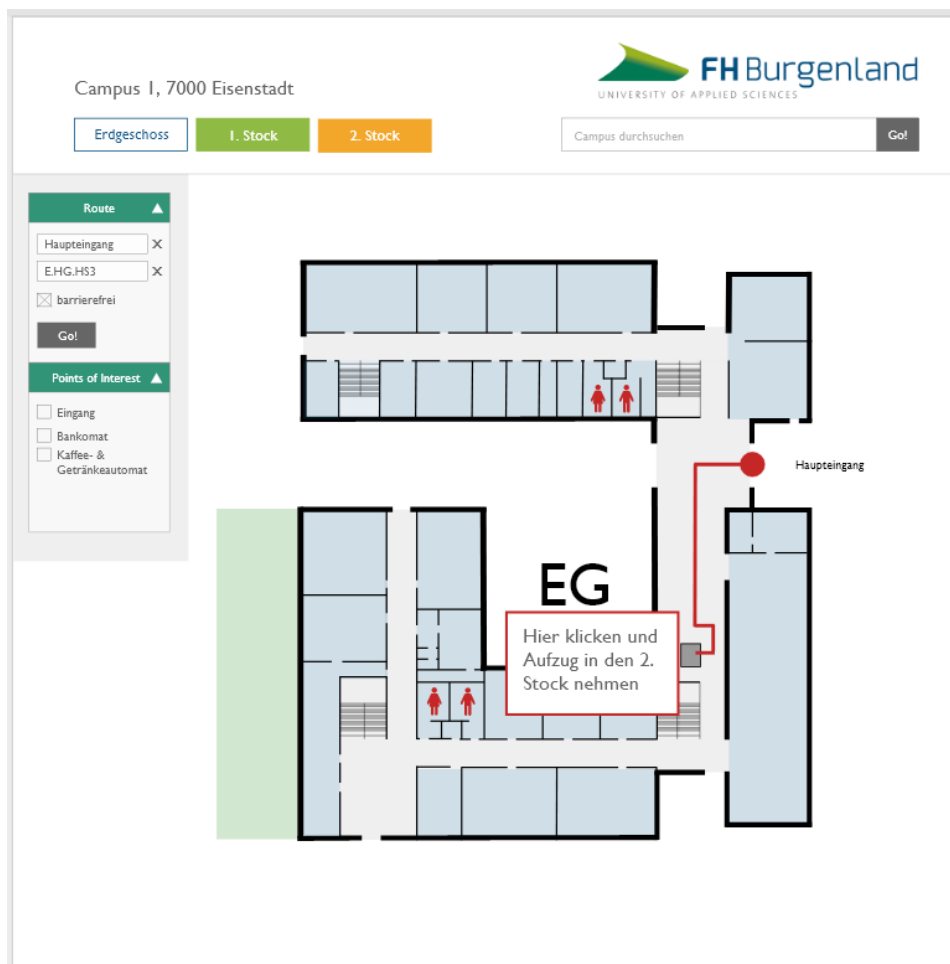 Campus 1, 7000 Eisenstadt
FH Burgenland
UNIVERSITY OF APPLIED SCIENCES
Erdgeschoss
1. Stock
2. Stock
Campus durchsuchen
Go!
Route
Haupteingang
X
E.HG.HS3
X
barrierefrei
Go!
Points of Interest
Eingang
Bankomat
Kaffee- &
Getränkeautomat
Haupteingang
EG
Hier klicken und
Aufzug in den 2.
Stock nehmen